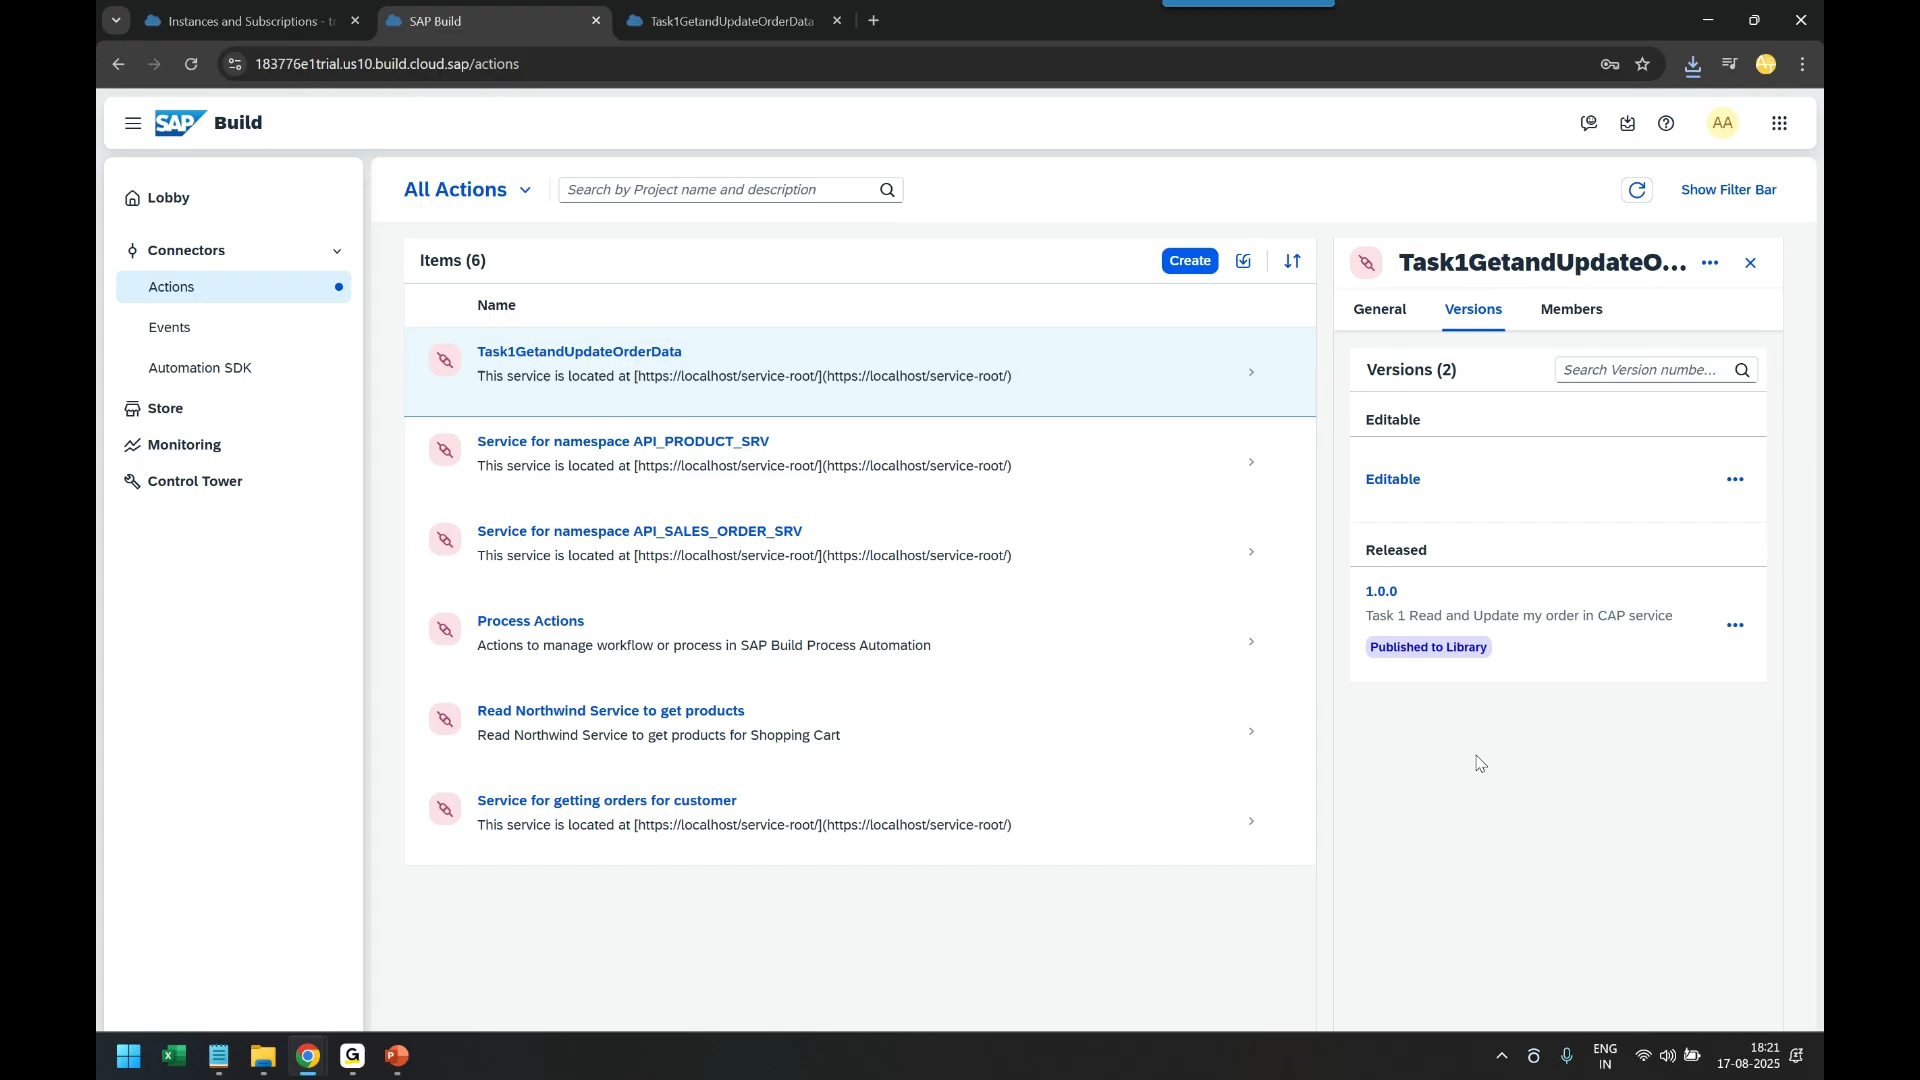 Instances and Subscriptions - tr
SAP Build
Task1GetandUpdateOrderData
183776e1trial.us10.build.cloud.sap/actions
SAP Build
AA
Lobby
Connectors
Actions
Events
Automation SDK
Store
Monitoring
Control Tower
All Actions
Search by Project name and description
Show Filter Bar
Items (6)
Create
Name
Task1GetandUpdateOrderData
This service is located at [https://localhost/service-root/](https://localhost/service-root/)
Service for namespace API_PRODUCT_SRV
This service is located at [https://localhost/service-root/](https://localhost/service-root/)
Service for namespace API_SALES_ORDER_SRV
This service is located at [https://localhost/service-root/](https://localhost/service-root/)
Process Actions
Actions to manage workflow or process in SAP Build Process Automation
Read Northwind Service to get products
Read Northwind Service to get products for Shopping Cart
Service for getting orders for customer
This service is located at [https://localhost/service-root/](https://localhost/service-root/)
Task1GetandUpdateO...
General
Versions
Members
Versions (2)
Search Version numbe...
Editable
Editable
Released
1.0.0
Task 1 Read and Update my order in CAP service
Published to Library
ENG
IN
18:21
17-08-2025